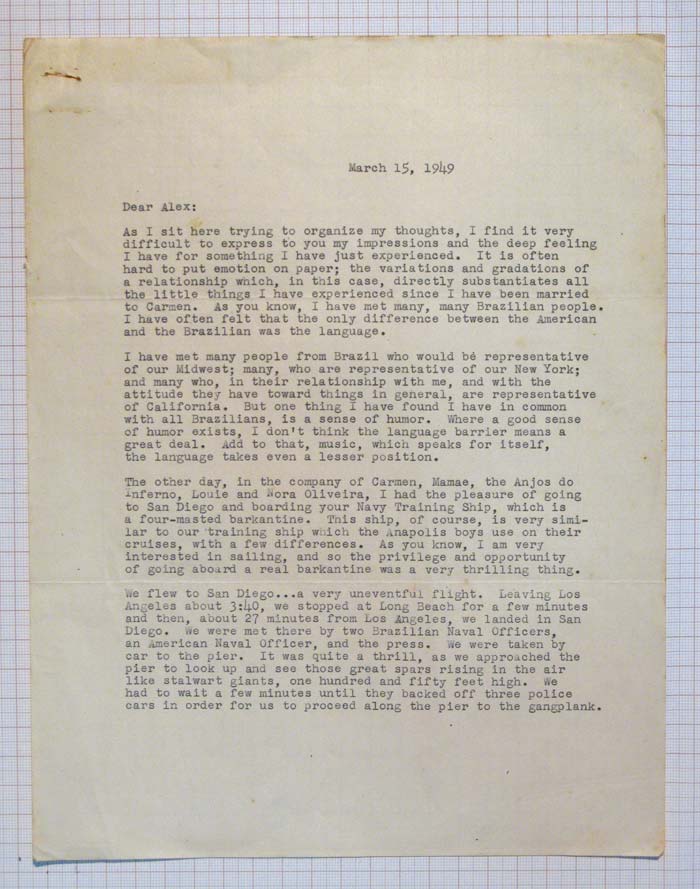 March 15, 1949
Dear Alex:
As I sit here trying to organize my thoughts, I find it very
difficult to express to you my impressions and the deep feeling
I have for something I have just experienced. It is often
hard to put emotion on paper; the variations and gradations of
a relationship which, in this case, directly substantiates all
the little things I have experienced since I have been married
to Carmen. As you know, I have met many, many Brazilian people.
I have often felt that the only difference between the American
and the Brazilian was the language.
I have met many people from Brazil who would be representative
of our Midwest; many, who are representative of our New York;
and many who, in their relationship with me, and with the
attitude they have toward things in general, are representative
of California. But one thing I have found I have in common
with all Brazilians, is a sense of humor. Where a good sense
of humor exists, I don't think the language barrier means a
great deal. Add to that, music, which speaks for itself,
the language takes even a lesser position.
The other day, in the company of Carmen, Mamae, the Anjos do
Inferno, Louie and Nora Oliveira, I had the pleasure of going
to San Diego and boarding your Navy Training Ship, which is
a four-masted barkantine. This ship, of course, is very simi-
lar to our training ship which the Anapolis boys use on their
cruises, with a few differences. As you know, I am very
interested in sailing, and so the privilege and opportunity
of going aboard a real barkantine was a very thrilling thing.
We flew to San Diego...a very uneventful flight. Leaving Los
Angeles about 3:40, we stopped at Long Beach for a few minutes
and then, about 27 minutes from Los Angeles, we landed in San
Diego. We were met there by two Brazilian Naval Officers,
an American Naval Officer, and the press. We were taken by
car to the pier. It was quite a thrill, as we approached the
pier to look up and see those great spars rising in the air
like stalwart giants, one hundred and fifty feet high. We
had to wait a few minutes until they backed off three police
cars in order for us to proceed along the pier to the gangplank.